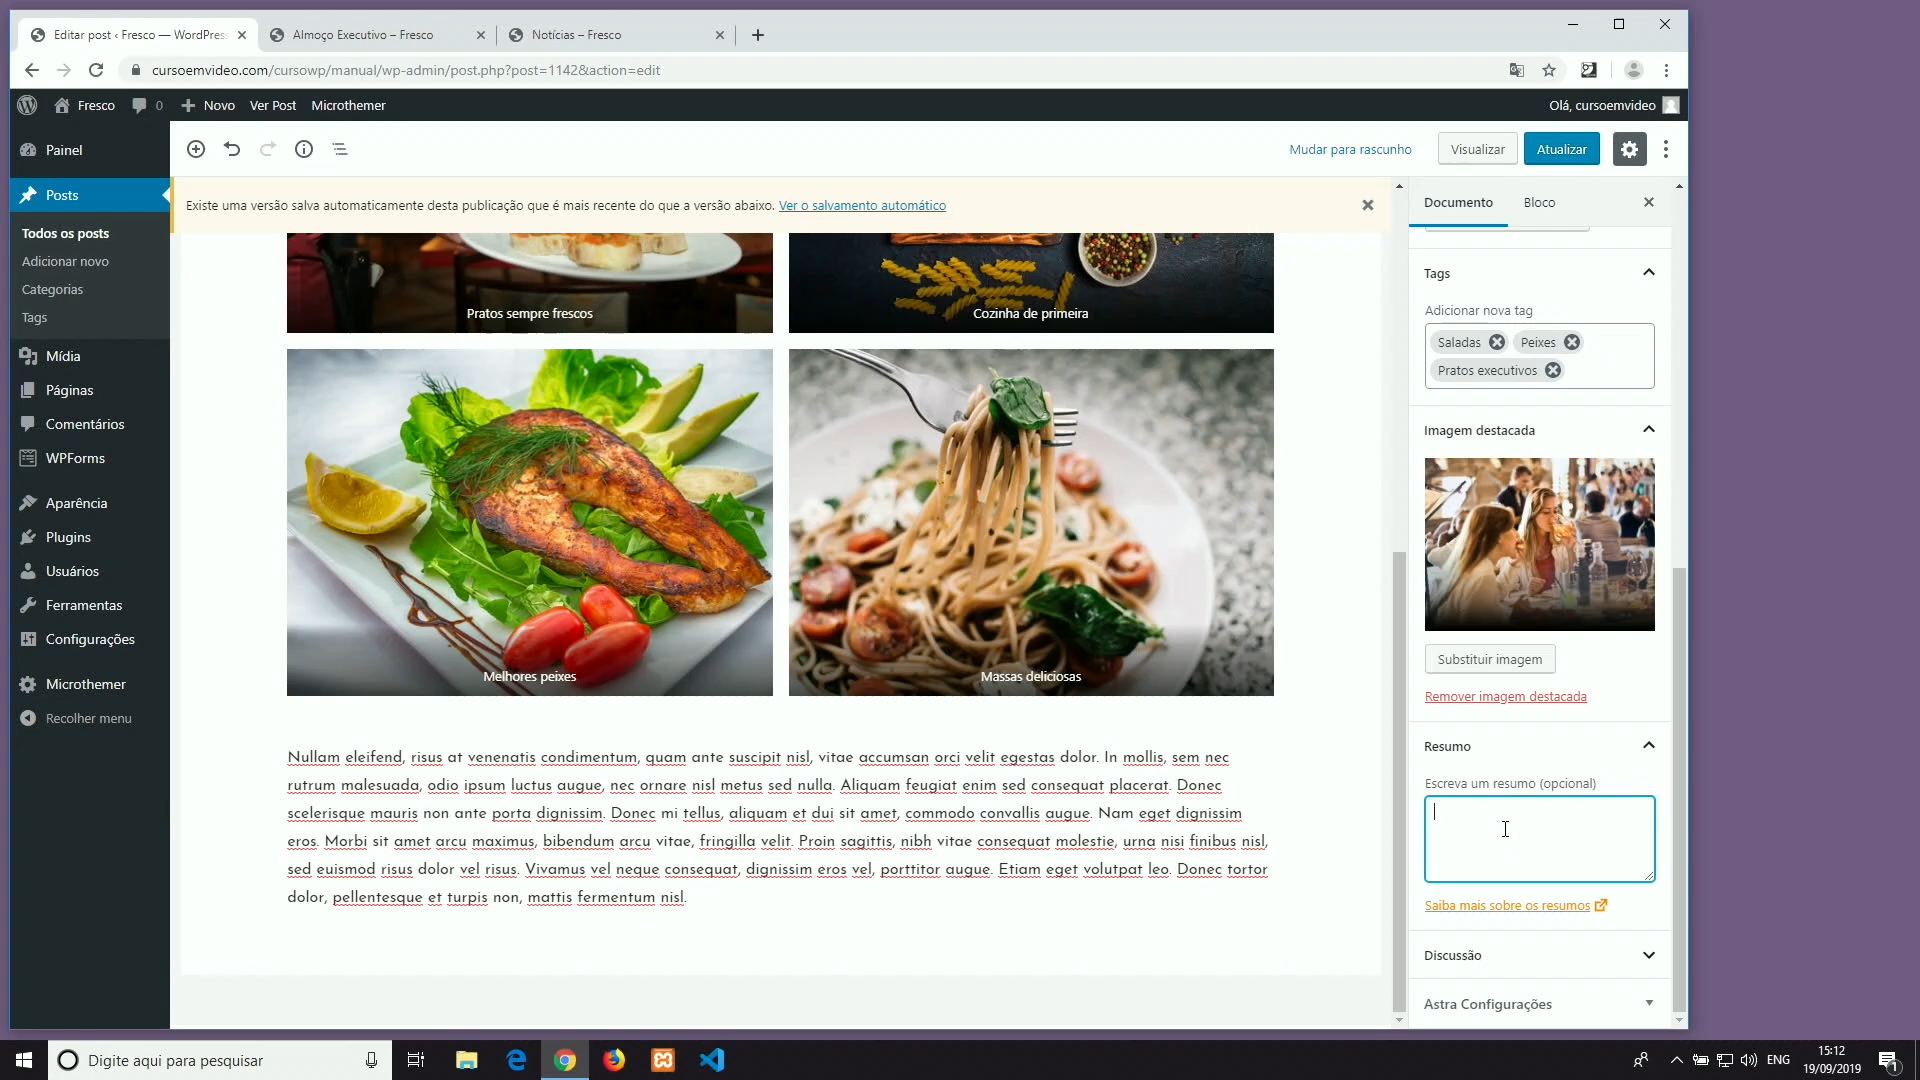 Editar post ‹ Fresco — WordPres
Almoço Executivo – Fresco
Notícias – Fresco
cursoemvideo.com/cursowp/manual/wp-admin/post.php?post=1142&action=edit
Fresco
0
Novo
Ver Post
Microthemer
Olá, cursoemvideo
Painel
Posts
Todos os posts
Adicionar novo
Categorias
Tags
Mídia
Páginas
Comentários
WPForms
Aparência
Plugins
Usuários
Ferramentas
Configurações
Microthemer
Recolher menu
Mudar para rascunho
Visualizar
Atualizar
Existe uma versão salva automaticamente desta publicação que é mais recente do que a versão abaixo. Ver o salvamento automático
Pratos sempre frescos
Cozinha de primeira
Melhores peixes
Massas deliciosas
Nullam eleifend, risus at venenatis condimentum, quam ante suscipit nisl, vitae accumsan orci velit egestas dolor. In mollis, sem nec
rutrum malesuada, odio ipsum luctus augue, nec ornare nisl metus sed nulla. Aliquam feugiat enim sed consequat placerat. Donec
scelerisque mauris non ante porta dignissim. Donec mi tellus, aliquam et dui sit amet, commodo convallis augue. Nam eget dignissim
eros. Morbi sit amet arcu maximus, bibendum arcu vitae, fringilla velit. Proin sagittis, nibh vitae consequat molestie, urna nisi finibus nisl,
sed euismod risus dolor vel risus. Vivamus vel neque consequat, dignissim eros vel, porttitor augue. Etiam eget volutpat leo. Donec tortor
dolor, pellentesque et turpis non, mattis fermentum nisl.
Documento
Bloco
Tags
Adicionar nova tag
Saladas
Peixes
Pratos executivos
Imagem destacada
Substituir imagem
Remover imagem destacada
Resumo
Escreva um resumo (opcional)
Saiba mais sobre os resumos
Discussão
Astra Configurações
Digite aqui para pesquisar
ENG
15:12
19/09/2019
1